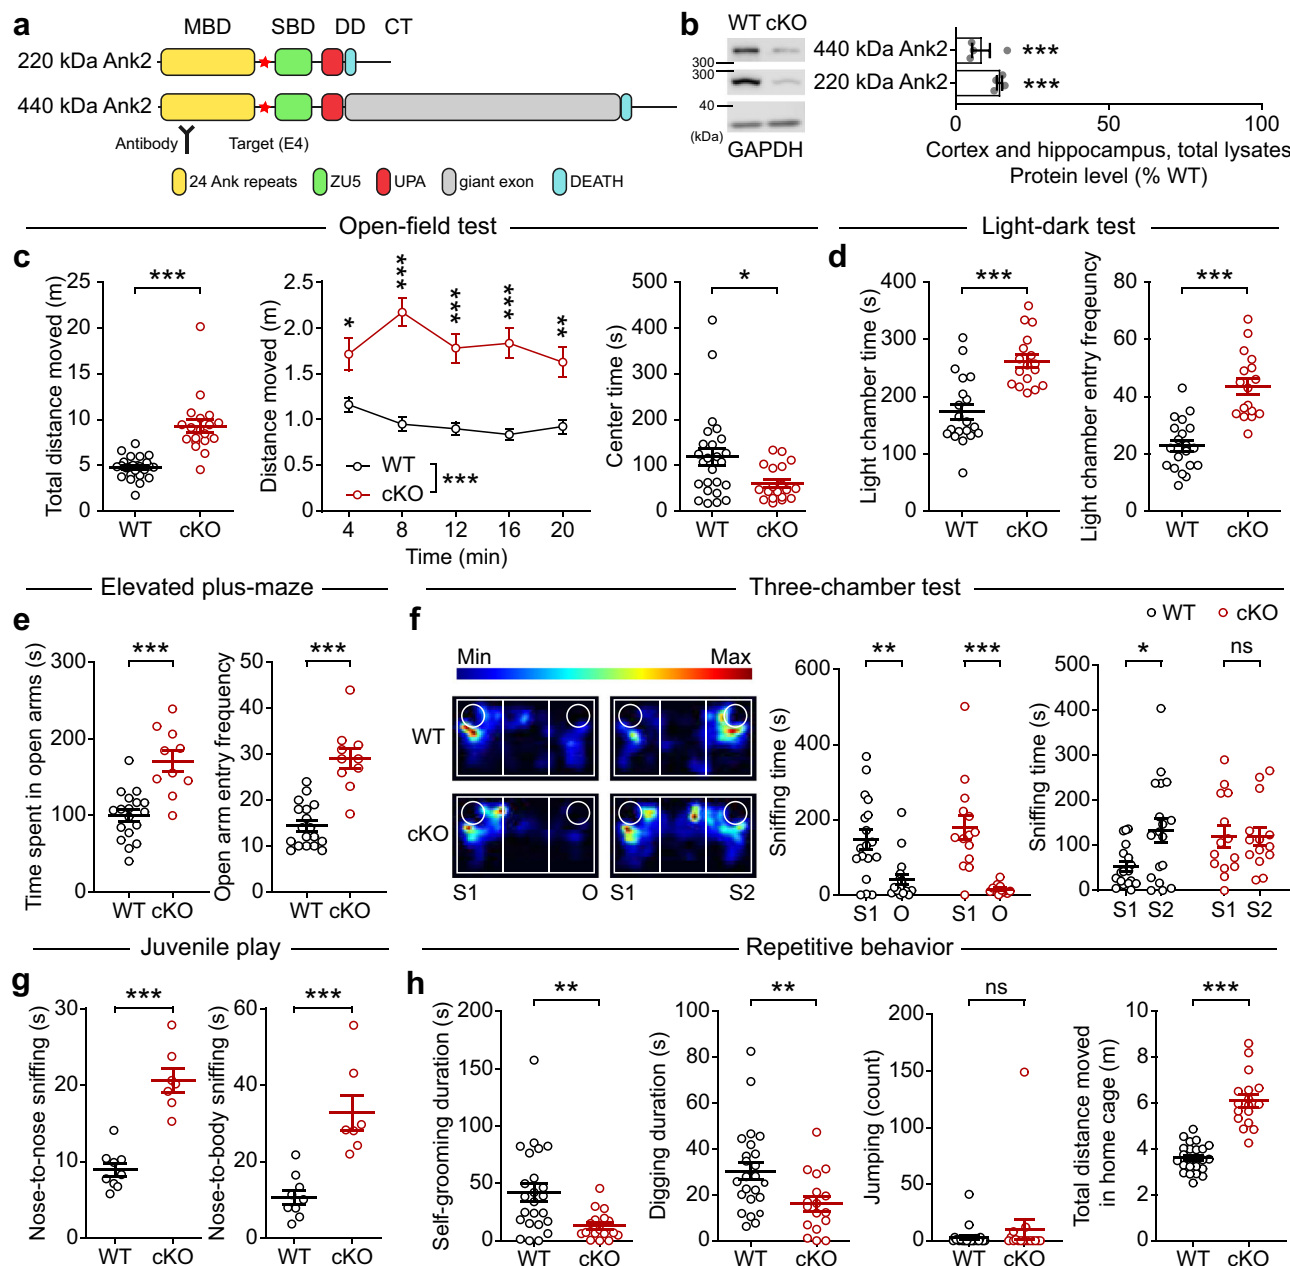 a
MBD SBD DD CT
220 kDa Ank2
440 kDa Ank2
Antibody Target (E4)
24 Ank repeats ZU5 UPA giant exon DEATH
b
WT cKO
300
300
40
(kDa)
GAPDH
440 kDa Ank2 ***
220 kDa Ank2 ***
0 50 100
Cortex and hippocampus, total lysates
Protein level (% WT)
Open-field test
c
Total distance moved (m)
25
20
15
10
5
0
***
WT cKO
Distance moved (m)
2.5
2.0
1.5
1.0
0.5
0
* *** *** *** **
WT
cKO
***
4 8 12 16 20
Time (min)
Center time (s)
500
400
300
200
100
0
*
WT cKO
Light-dark test
d
Light chamber time (s)
400
300
200
100
0
***
WT cKO
Light chamber entry freqeuncy
80
60
40
20
0
***
WT cKO
Elevated plus-maze
e
Time spent in open arms (s)
300
200
100
0
***
WT cKO
Open arm entry frequency
50
40
30
20
10
0
***
WT cKO
Three-chamber test
WT cKO
f
Min Max
WT
cKO
S1 O S1 S2
Sniffing time (s)
600
400
200
0
** ***
S1 O S1 O
Sniffing time (s)
500
400
300
200
100
0
* ns
S1 S2 S1 S2
Juvenile play
g
Nose-to-nose sniffing (s)
30
20
10
0
***
WT cKO
Nose-to-body sniffing (s)
60
40
20
0
***
WT cKO
Repetitive behavior
h
Self-grooming duration (s)
200
150
100
50
0
**
WT cKO
Digging duration (s)
100
80
60
40
20
0
**
WT cKO
Jumping (count)
200
150
100
50
0
ns
WT cKO
Total distance moved
in home cage (m)
10
8
6
4
2
0
***
WT cKO